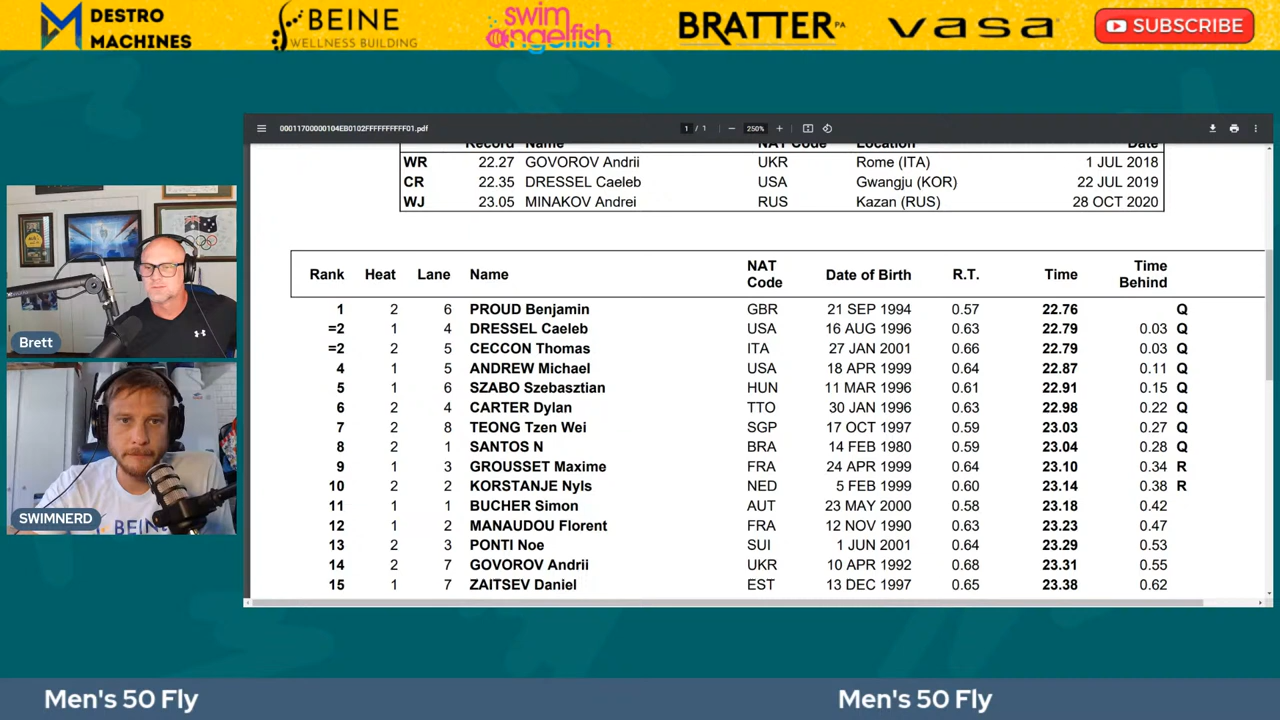 DESTRO MACHINES
BEINE WELLNESS BUILDING
swim angelfish
BRATTER PA
vasa
SUBSCRIBE
00011700000104EB0102FFFFFFFFFF01.pdf
1 / 1
250%
Record Name NAT Code Location Date
WR 22.27 GOVOROV Andrii UKR Rome (ITA) 1 JUL 2018
CR 22.35 DRESSEL Caeleb USA Gwangju (KOR) 22 JUL 2019
WJ 23.05 MINAKOV Andrei RUS Kazan (RUS) 28 OCT 2020
Rank Heat Lane Name NAT Code Date of Birth R.T. Time Time Behind
1 2 6 PROUD Benjamin GBR 21 SEP 1994 0.57 22.76 Q
=2 1 4 DRESSEL Caeleb USA 16 AUG 1996 0.63 22.79 0.03 Q
=2 2 5 CECCON Thomas ITA 27 JAN 2001 0.66 22.79 0.03 Q
4 1 5 ANDREW Michael USA 18 APR 1999 0.64 22.87 0.11 Q
5 1 6 SZABO Szebasztian HUN 11 MAR 1996 0.61 22.91 0.15 Q
6 2 4 CARTER Dylan TTO 30 JAN 1996 0.63 22.98 0.22 Q
7 2 8 TEONG Tzen Wei SGP 17 OCT 1997 0.59 23.03 0.27 Q
8 2 1 SANTOS N BRA 14 FEB 1980 0.59 23.04 0.28 Q
9 1 3 GROUSSET Maxime FRA 24 APR 1999 0.64 23.10 0.34 R
10 2 2 KORSTANJE Nyls NED 5 FEB 1999 0.60 23.14 0.38 R
11 1 1 BUCHER Simon AUT 23 MAY 2000 0.58 23.18 0.42
12 1 2 MANAUDOU Florent FRA 12 NOV 1990 0.63 23.23 0.47
13 2 3 PONTI Noe SUI 1 JUN 2001 0.64 23.29 0.53
14 2 7 GOVOROV Andrii UKR 10 APR 1992 0.68 23.31 0.55
15 1 7 ZAITSEV Daniel EST 13 DEC 1997 0.65 23.38 0.62
Brett
SWIMNERD
BEINE
Men's 50 Fly
Men's 50 Fly